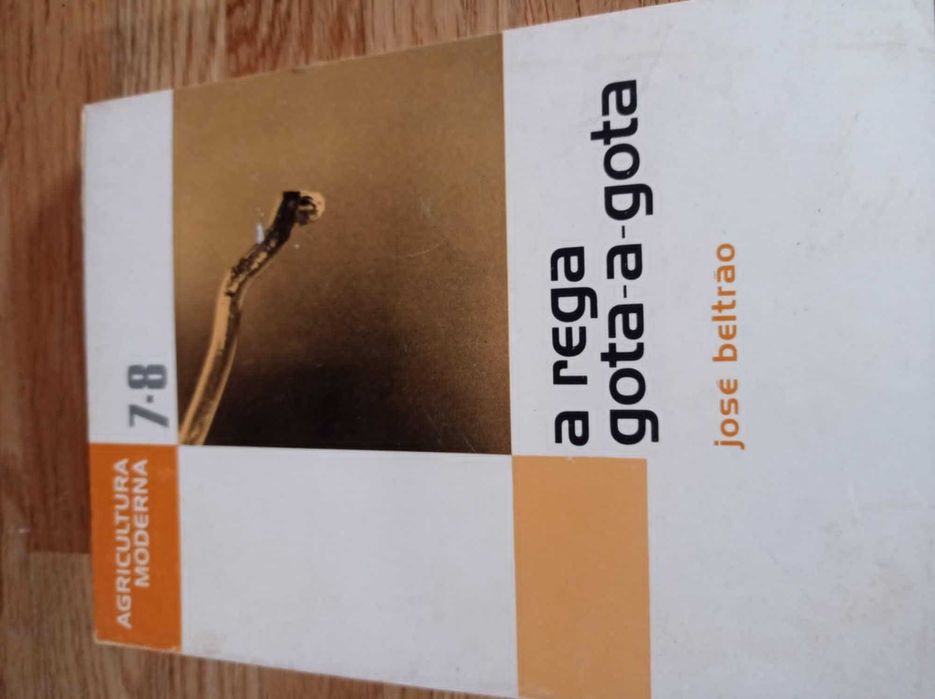 AGRICULTURA
MODERNA
7-8
a rega
gota-a-gota
josé beltrão